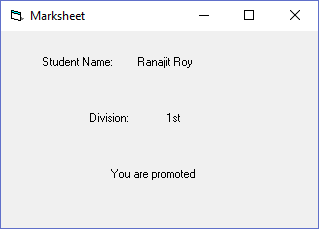 Marksheet
Student Name: Ranajit Roy
Division: 1st
You are promoted